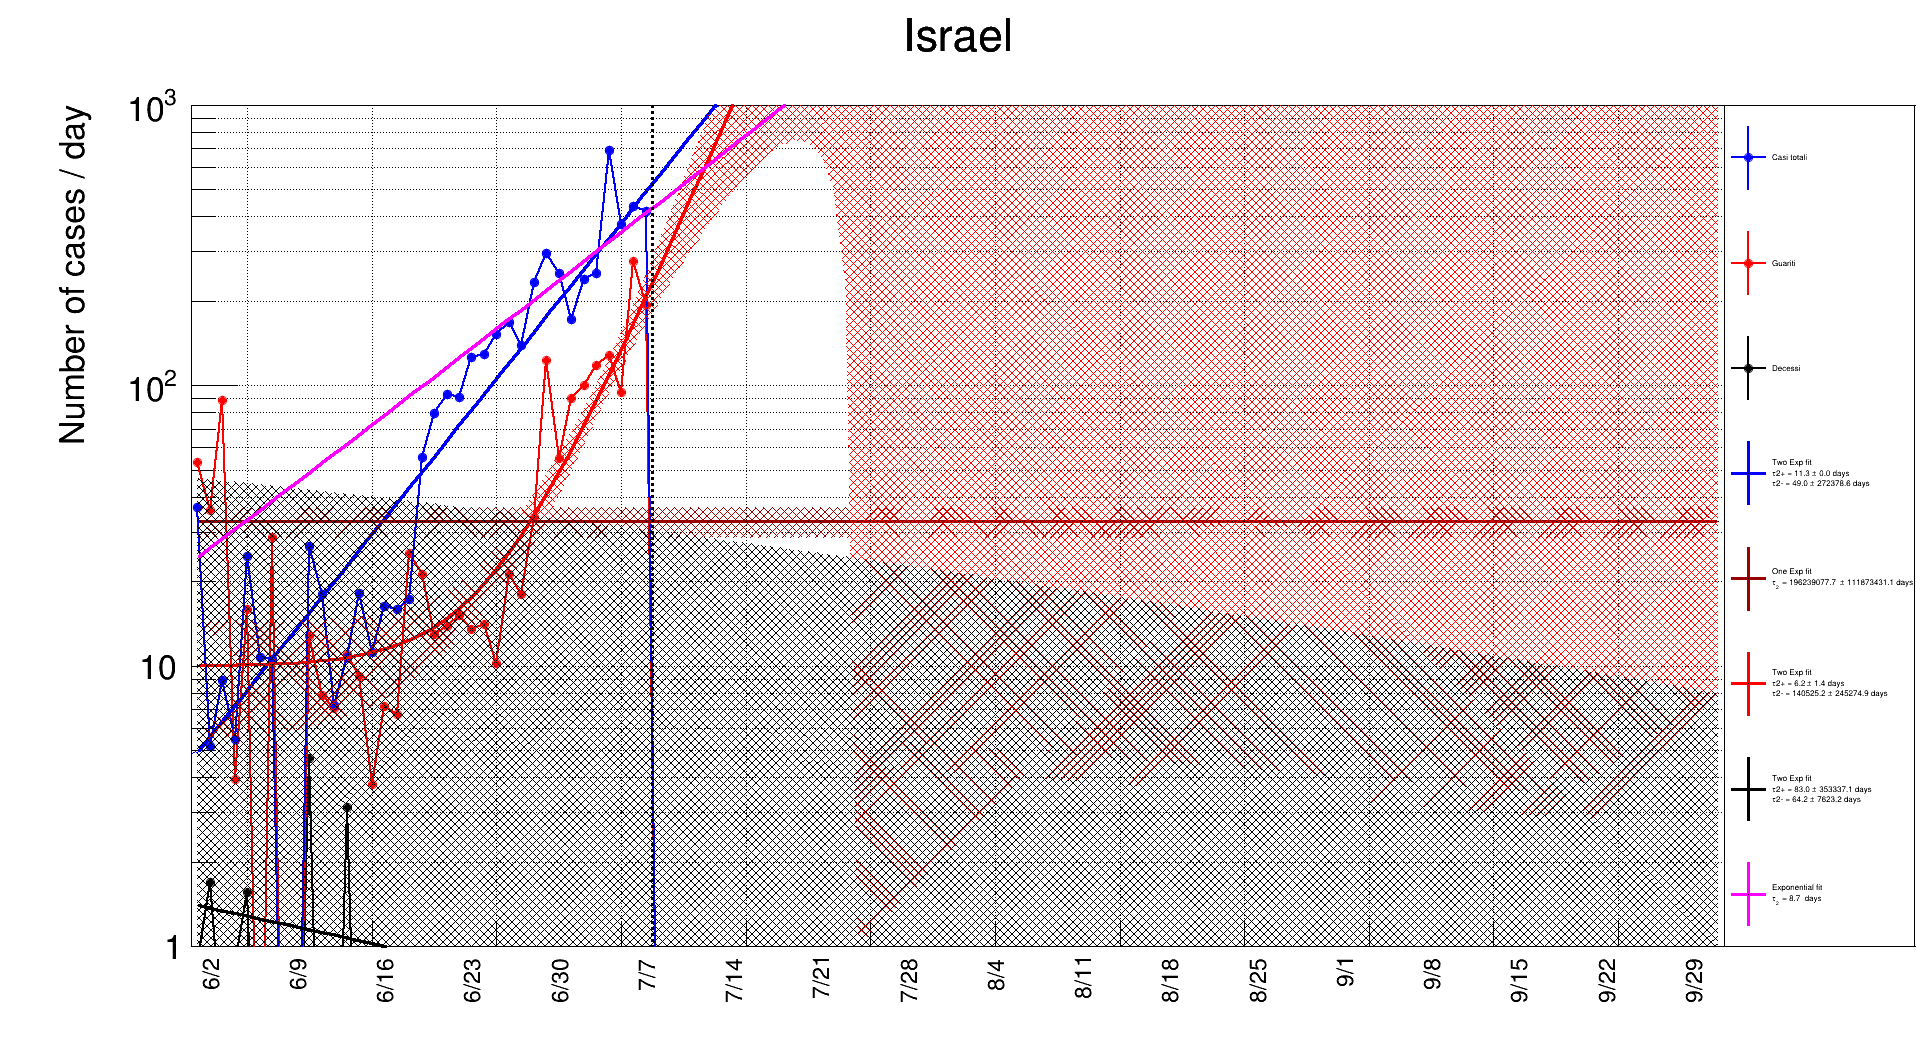 Israel
Number of cases / day
10³
10²
10
1
6/2
6/9
6/16
6/23
6/30
7/7
7/14
7/21
7/28
8/4
8/11
8/18
8/25
9/1
9/8
9/15
9/22
9/29
Casi totali
Guariti
Decessi
Two Exp fit
τ2+ = 11.3 ± 0.0 days
τ2- = 49.0 ± 272378.6 days
One Exp fit
τ₂ = 196239077.7 ± 111873431.1 days
Two Exp fit
τ2+ = 6.2 ± 1.4 days
τ2- = 140525.2 ± 245274.9 days
Two Exp fit
τ2+ = 83.0 ± 353337.1 days
τ2- = 64.2 ± 7623.2 days
Exponential fit
τ₂ = 8.7 days